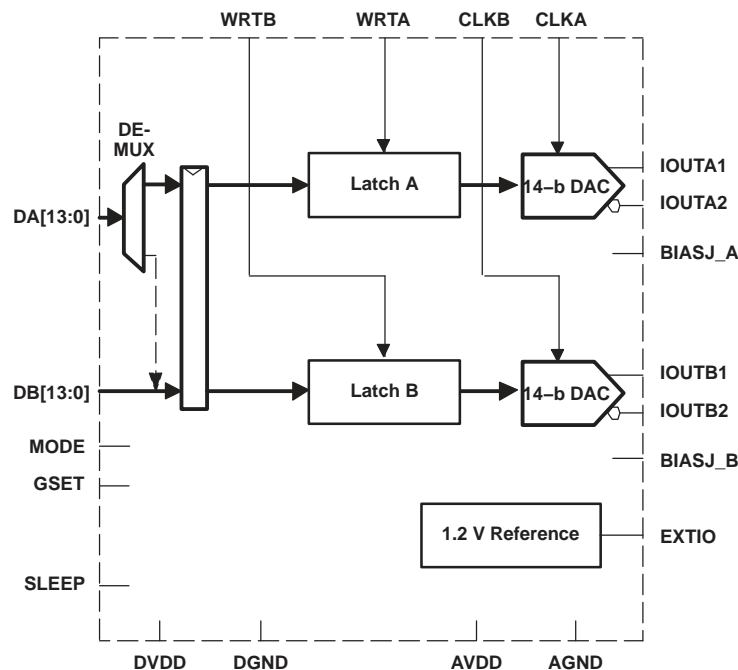 WRTB WRTA CLKB CLKA
DE-
MUX
IOUTA1
Latch A
14–b DAC
IOUTA2
DA[13:0]
BIASJ_A
IOUTB1
DB[13:0]
Latch B
14–b DAC
IOUTB2
MODE
BIASJ_B
GSET
1.2 V Reference
EXTIO
SLEEP
DVDD DGND AVDD AGND